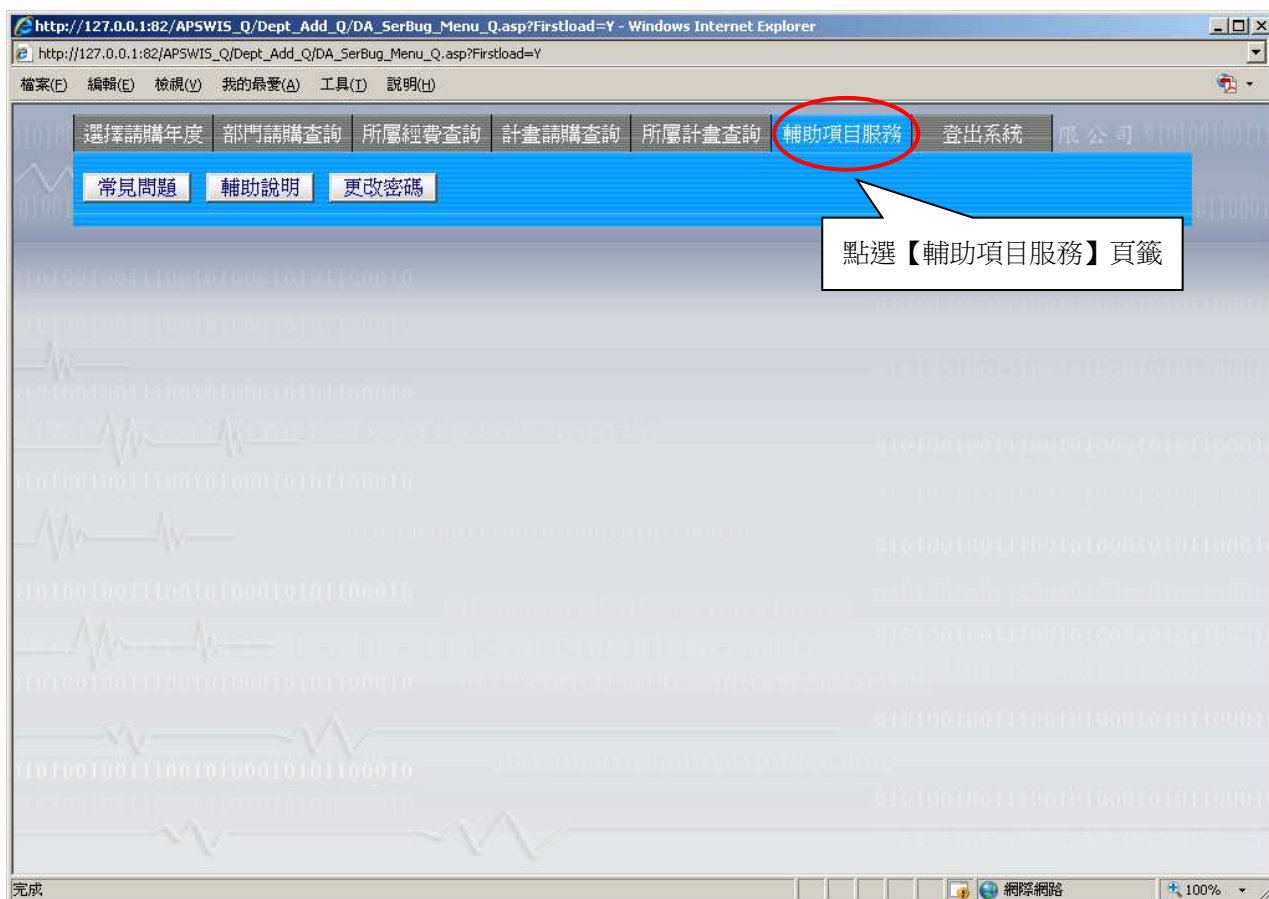 http://127.0.0.1:82/APSWIS_Q/Dept_Add_Q/DA_SerBug_Menu_Q.asp?Firstload=Y - Windows Internet Explorer
http://127.0.0.1:82/APSWIS_Q/Dept_Add_Q/DA_SerBug_Menu_Q.asp?Firstload=Y
檔案(F) 編輯(E) 檢視(V) 我的最愛(A) 工具(T) 說明(H)
選擇請購年度 部門請購查詢 所屬經費查詢 計畫請購查詢 所屬計畫查詢 輔助項目服務 登出系統 限公司
常見問題 輔助說明 更改密碼
點選【輔助項目服務】頁籤
完成 網際網路 100%